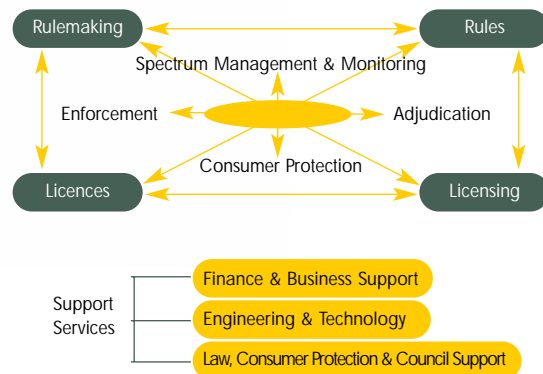 Rulemaking
Rules
Spectrum Management & Monitoring
Enforcement
Adjudication
Consumer Protection
Licences
Licensing
Support
Services
Finance & Business Support
Engineering & Technology
Law, Consumer Protection & Council Support